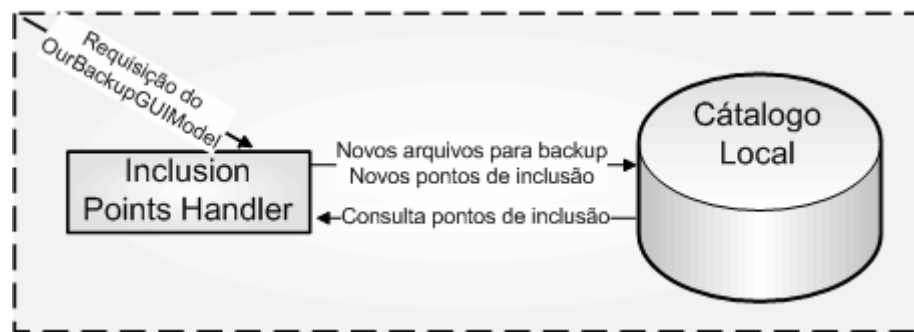 Requisição do
OurBackupGUIModel
Inclusion
Points Handler
Novos arquivos para backup
Novos pontos de inclusão
Consulta pontos de inclusão
Cátalogo
Local